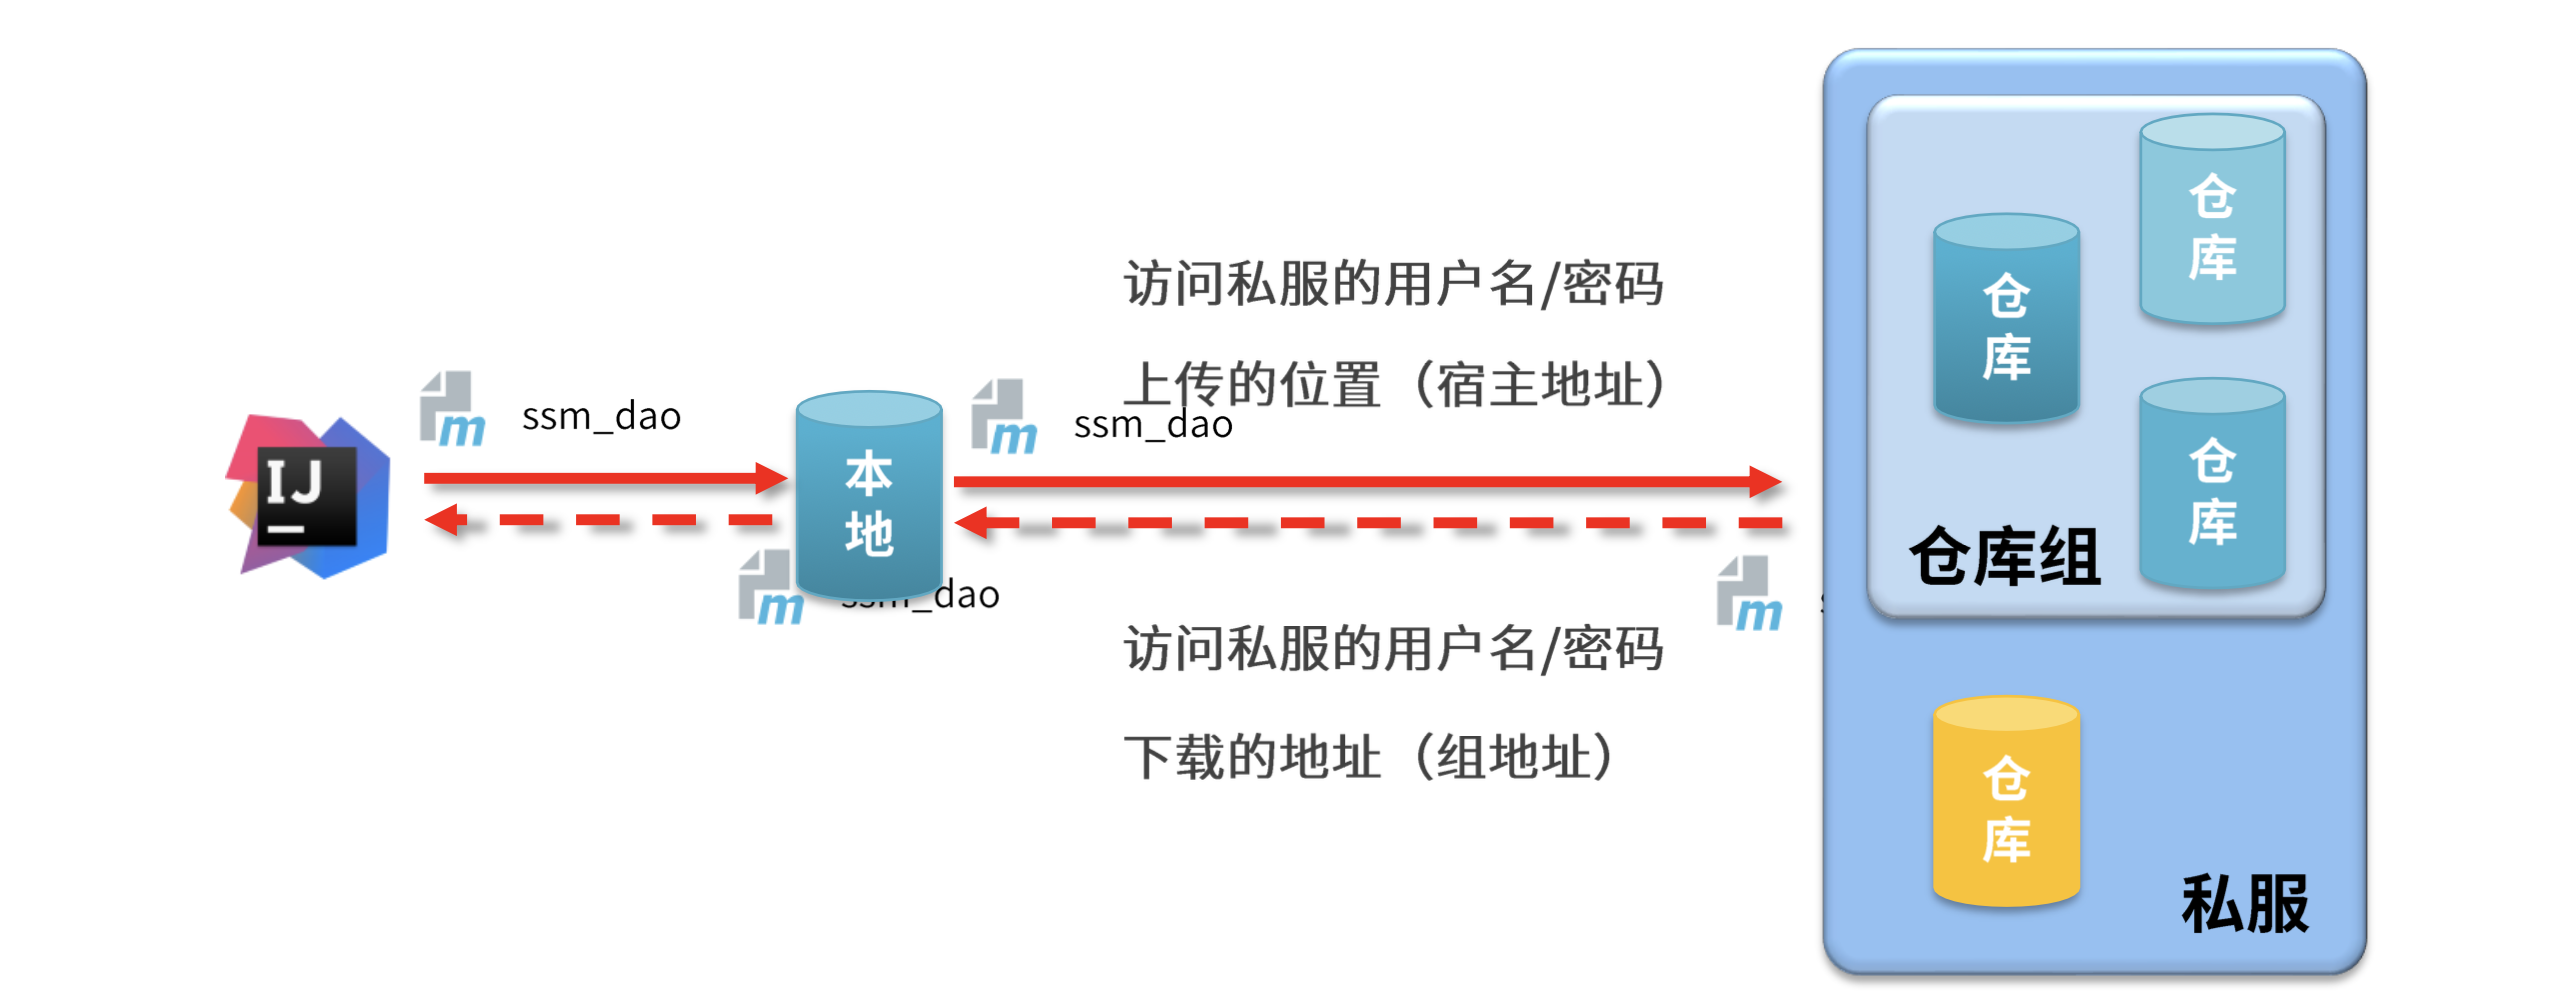 访问私服的用户名/密码
上传的位置（宿主地址）
ssm_dao
ssm_dao
IJ
本地
ssm_dao
访问私服的用户名/密码
下载的地址（组地址）
m
m
m
m
仓库
仓库
仓库
仓库组
仓库
私服